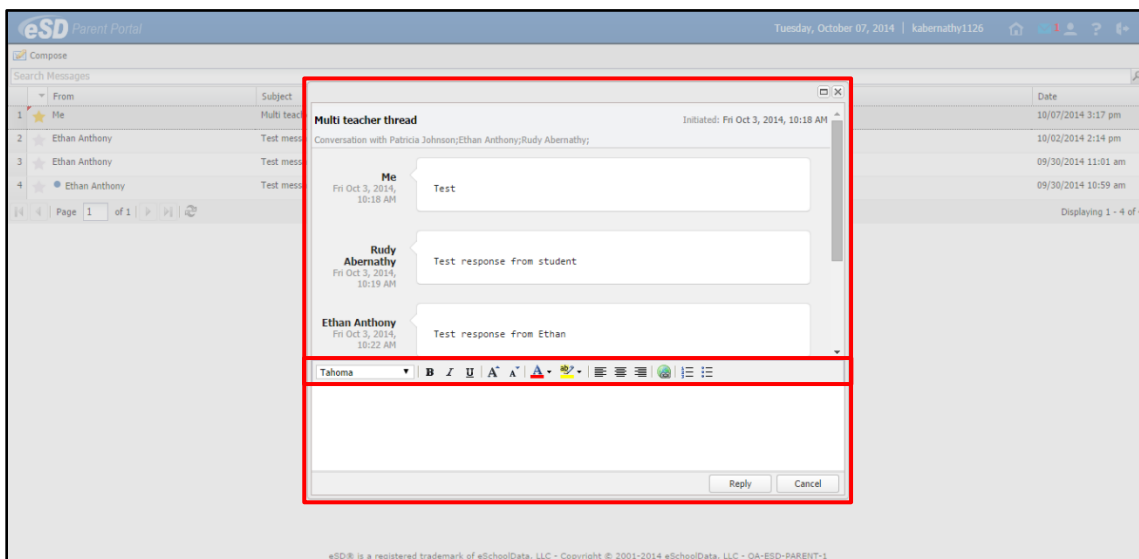 eSD Parent Portal
Tuesday, October 07, 2014 | kabernathy1126
1
?
Compose
Search Messages
From Subject Date
1 Me Multi teach 10/07/2014 3:17 pm
2 Ethan Anthony Test mess 10/02/2014 2:14 pm
3 Ethan Anthony Test mess 09/30/2014 11:01 am
4 Ethan Anthony Test mess 09/30/2014 10:59 am
Page 1 of 1
Displaying 1 - 4 of
Multi teacher thread Initiated: Fri Oct 3, 2014, 10:18 AM
Conversation with Patricia Johnson;Ethan Anthony;Rudy Abernathy;
Me
Fri Oct 3, 2014,
10:18 AM
Test
Rudy
Abernathy
Fri Oct 3, 2014,
10:19 AM
Test response from student
Ethan Anthony
Fri Oct 3, 2014,
10:22 AM
Test response from Ethan
Tahoma B I U A A A ab
Reply Cancel
eSD® is a registered trademark of eSchoolData, LLC - Copyright © 2001-2014 eSchoolData, LLC - QA-ESD-PARENT-1